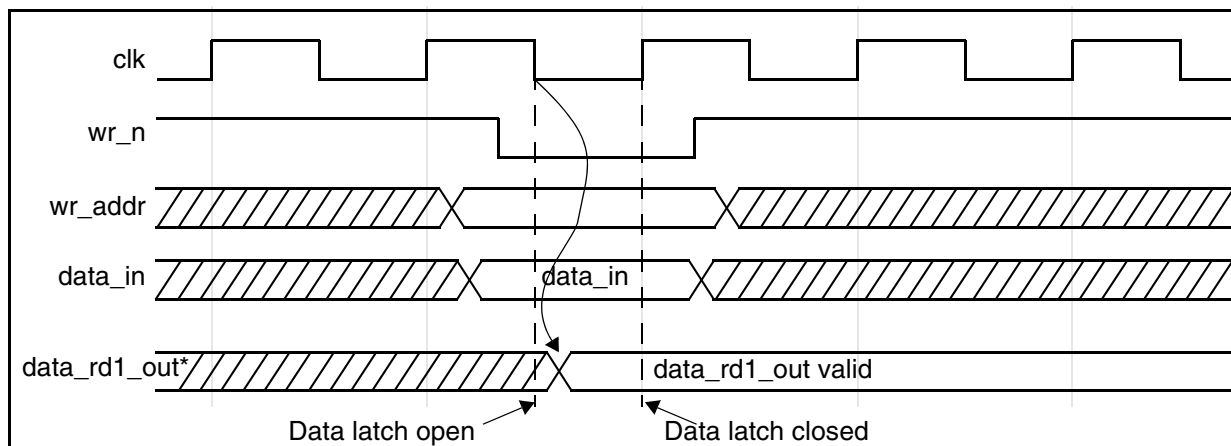 clk
wr_n
wr_addr
data_in
data_in
data_rd1_out*
data_rd1_out valid
Data latch open
Data latch closed